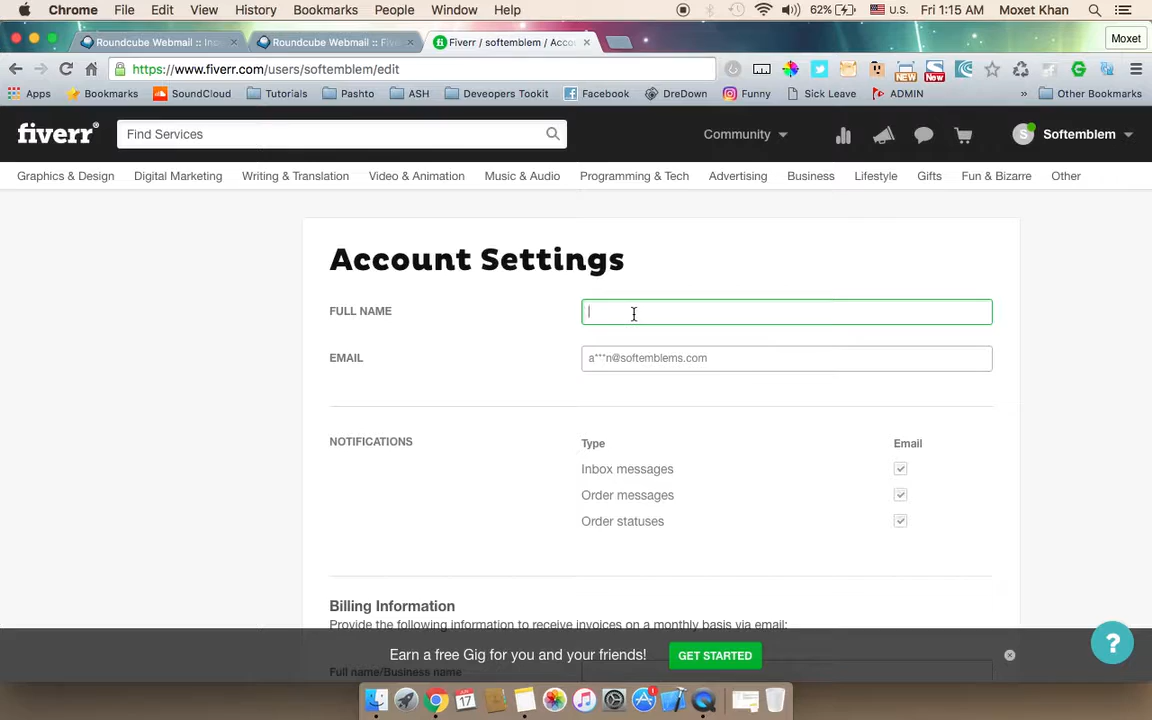 Chrome File Edit View History Bookmarks People Window Help 62% U.S. Fri 1:15 AM Moxet Khan
Roundcube Webmail :: In × Roundcube Webmail :: Five × Fiverr / softemblem / Acco × Moxet
https://www.fiverr.com/users/softemblem/edit
Apps Bookmarks SoundCloud Tutorials Pashto ASH Deveopers Tookit Facebook DreDown Funny Sick Leave ADMIN » Other Bookmarks
NEW
New
fiverr® Find Services Community S Softemblem
Graphics & Design Digital Marketing Writing & Translation Video & Animation Music & Audio Programming & Tech Advertising Business Lifestyle Gifts Fun & Bizarre Other
Account Settings
FULL NAME
EMAIL a***n@softemblems.com
NOTIFICATIONS Type Email
Inbox messages
Order messages
Order statuses
Billing Information
Provide the following information to receive invoices on a monthly basis via email:
Earn a free Gig for you and your friends! GET STARTED ?
Full name/Business name
17